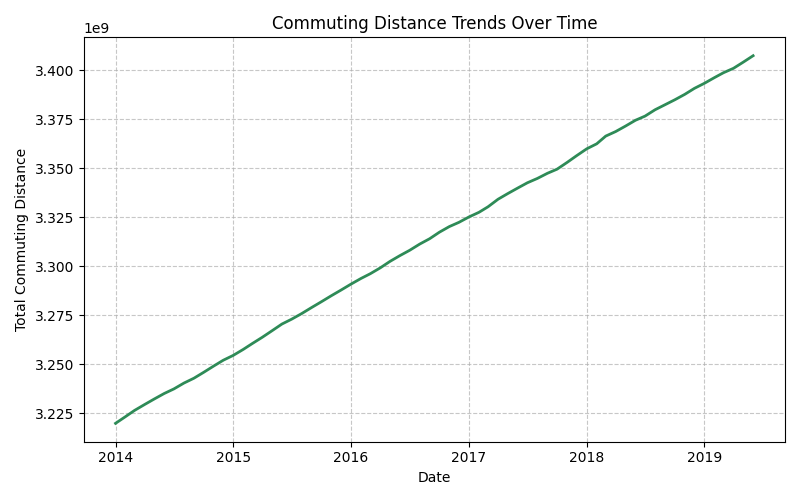 Commuting Distance Trends Over Time
1e9
Total Commuting Distance
3.400
3.375
3.350
3.325
3.300
3.275
3.250
3.225
2014 2015 2016 2017 2018 2019
Date